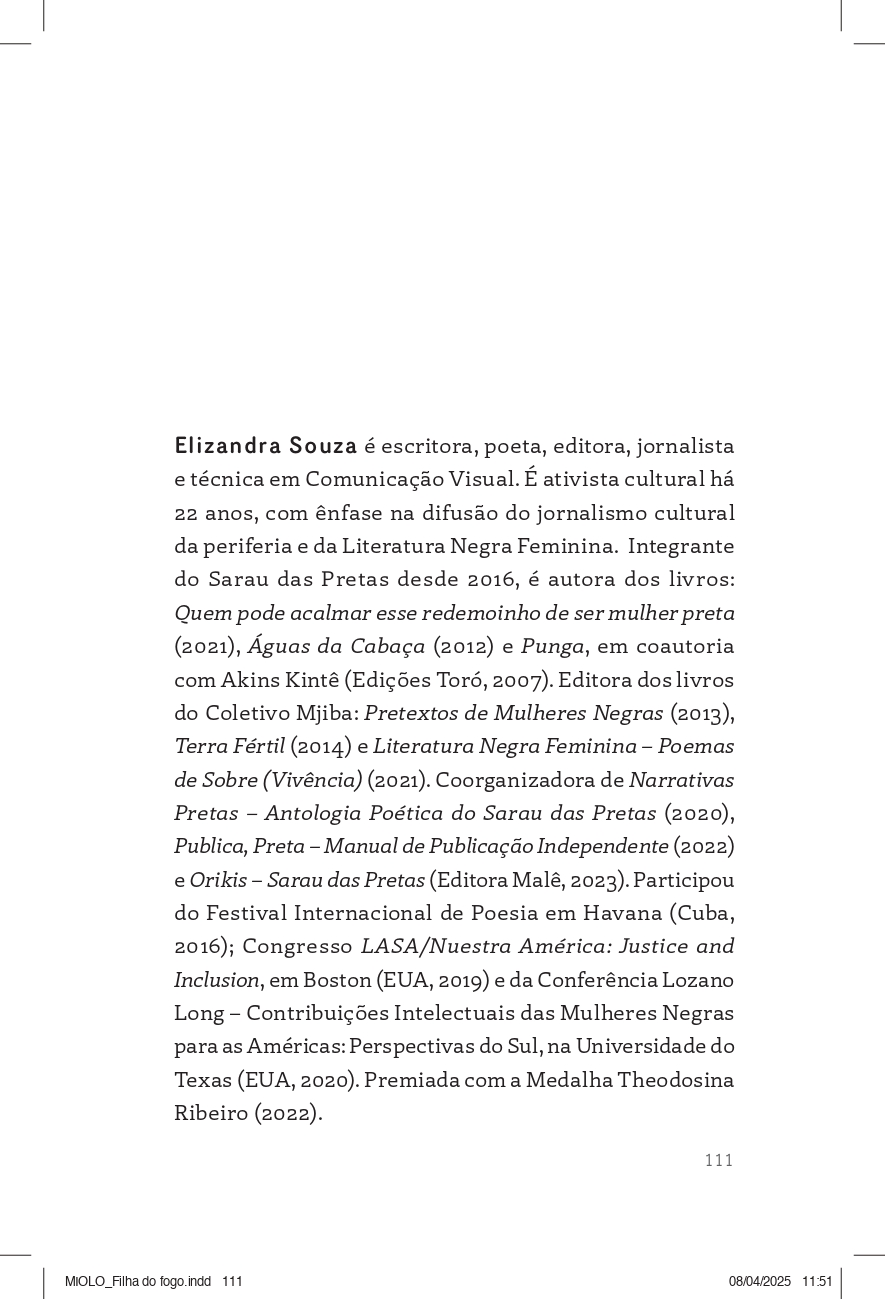 Elizandra Souza é escritora, poeta, editora, jornalista
e técnica em Comunicação Visual. É ativista cultural há
22 anos, com ênfase na difusão do jornalismo cultural
da periferia e da Literatura Negra Feminina. Integrante
do Sarau das Pretas desde 2016, é autora dos livros:
Quem pode acalmar esse redemoinho de ser mulher preta
(2021), Águas da Cabaça (2012) e Punga, em coautoria
com Akins Kintê (Edições Toró, 2007). Editora dos livros
do Coletivo Mjiba: Pretextos de Mulheres Negras (2013),
Terra Fértil (2014) e Literatura Negra Feminina – Poemas
de Sobre (Vivência) (2021). Coorganizadora de Narrativas
Pretas – Antologia Poética do Sarau das Pretas (2020),
Publica, Preta – Manual de Publicação Independente (2022)
e Orikis – Sarau das Pretas (Editora Malê, 2023). Participou
do Festival Internacional de Poesia em Havana (Cuba,
2016); Congresso LASA/Nuestra América: Justice and
Inclusion, em Boston (EUA, 2019) e da Conferência Lozano
Long – Contribuições Intelectuais das Mulheres Negras
para as Américas: Perspectivas do Sul, na Universidade do
Texas (EUA, 2020). Premiada com a Medalha Theodosina
Ribeiro (2022).
111
MIOLO_Filha do fogo.indd 111
08/04/2025 11:51